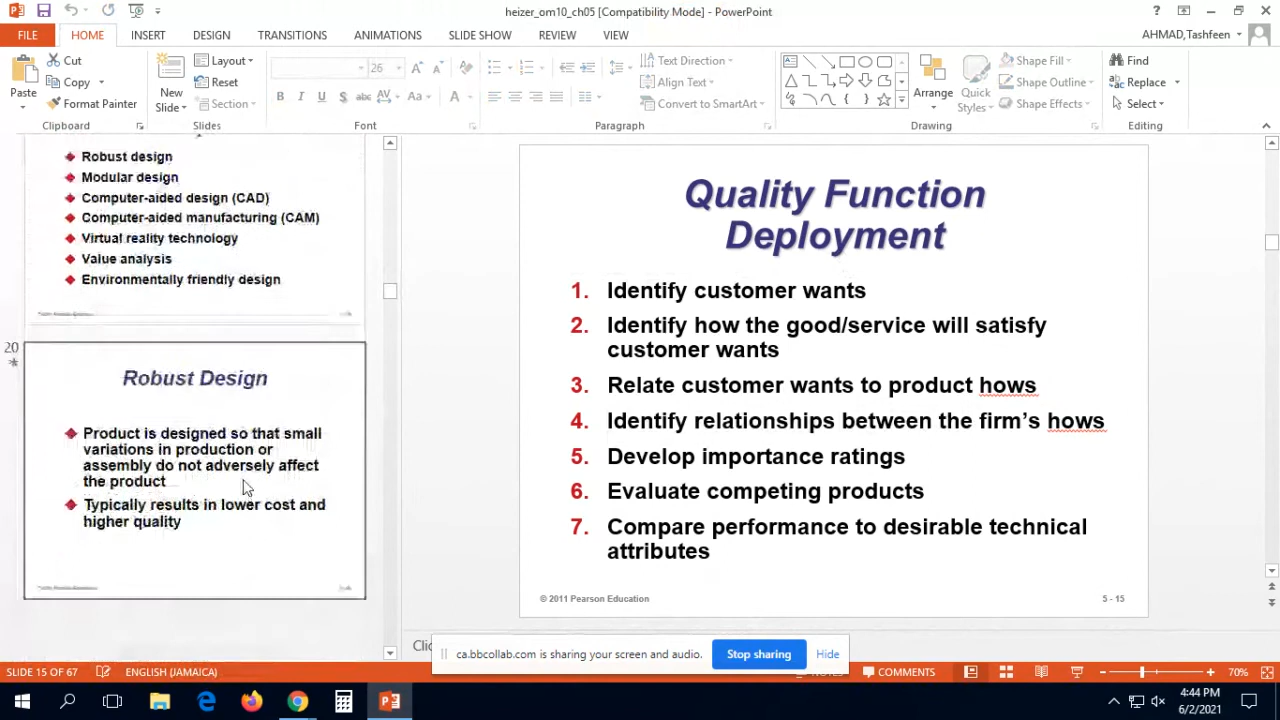 heizer_om10_ch05 [Compatibility Mode] - PowerPoint
FILE HOME INSERT DESIGN TRANSITIONS ANIMATIONS SLIDE SHOW REVIEW VIEW AHMAD,Tashfeen
Paste
Cut
Copy
Format Painter
Clipboard
New
Slide
Layout
Reset
Section
Slides
26
B I U S abc AV Aa A
Font
Text Direction
Align Text
Convert to SmartArt
Paragraph
Arrange
Quick
Styles
Shape Fill
Shape Outline
Shape Effects
Drawing
Find
Replace
Select
Editing
Robust design
Modular design
Computer-aided design (CAD)
Computer-aided manufacturing (CAM)
Virtual reality technology
Value analysis
Environmentally friendly design
20
Robust Design
Product is designed so that small
variations in production or
assembly do not adversely affect
the product
Typically results in lower cost and
higher quality
Quality Function
Deployment
1. Identify customer wants
2. Identify how the good/service will satisfy
customer wants
3. Relate customer wants to product hows
4. Identify relationships between the firm's hows
5. Develop importance ratings
6. Evaluate competing products
7. Compare performance to desirable technical
attributes
© 2011 Pearson Education 5 - 15
ca.bbcollab.com is sharing your screen and audio. Stop sharing Hide
SLIDE 15 OF 67 ENGLISH (JAMAICA) COMMENTS 70%
4:44 PM
6/2/2021